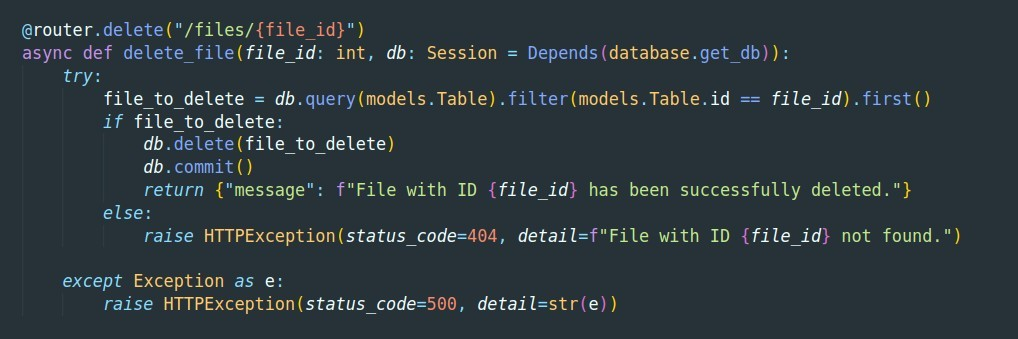 @router.delete("/files/{file_id}")
async def delete_file(file_id: int, db: Session = Depends(database.get_db)):
    try:
        file_to_delete = db.query(models.Table).filter(models.Table.id == file_id).first()
        if file_to_delete:
            db.delete(file_to_delete)
            db.commit()
            return {"message": f"File with ID {file_id} has been successfully deleted."}
        else:
            raise HTTPException(status_code=404, detail=f"File with ID {file_id} not found.")

    except Exception as e:
        raise HTTPException(status_code=500, detail=str(e))